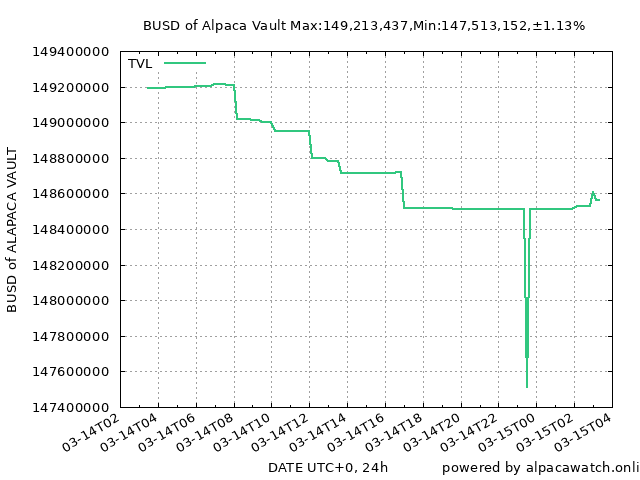 BUSD of Alpaca Vault Max:149,213,437,Min:147,513,152,±1.13%
TVL
149400000
149200000
149000000
148800000
148600000
148400000
148200000
148000000
147800000
147600000
147400000
BUSD of ALAPACA VAULT
03-14T02
03-14T04
03-14T06
03-14T08
03-14T10
03-14T12
03-14T14
03-14T16
03-14T18
03-14T20
03-14T22
03-15T00
03-15T02
03-15T04
DATE UTC+0, 24h
powered by alpacawatch.onli